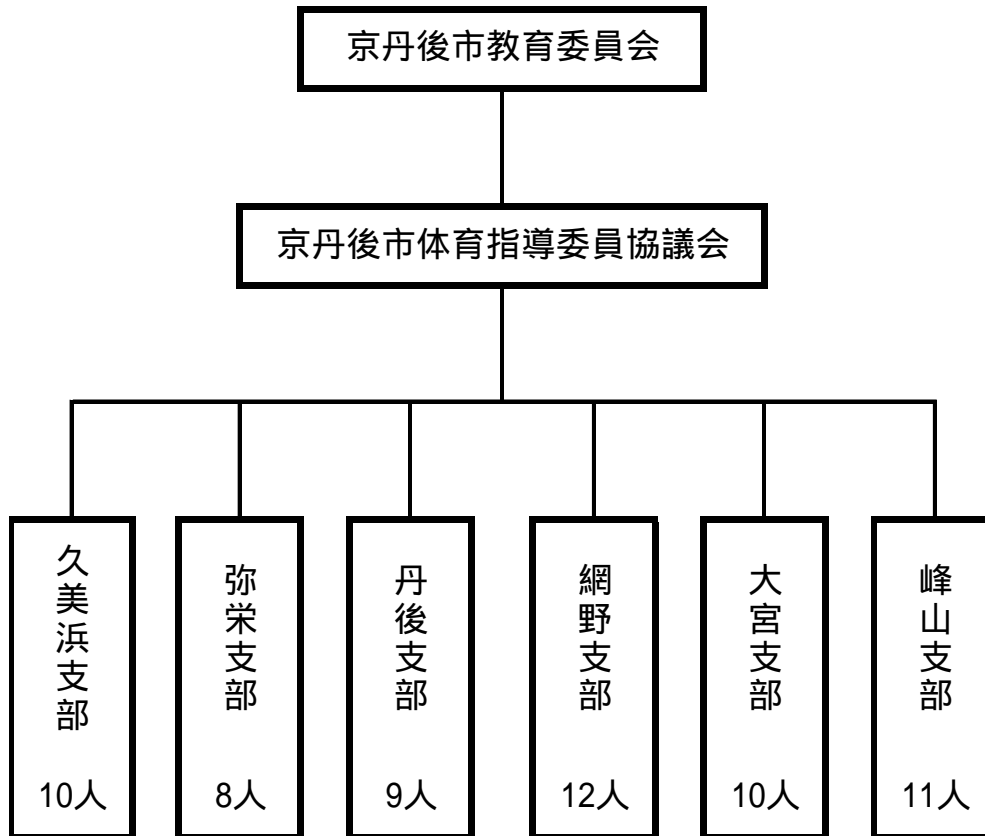 京丹後市教育委員会
京丹後市体育指導委員協議会
久美浜支部
10人
弥栄支部
8人
丹後支部
9人
網野支部
12人
大宮支部
10人
峰山支部
11人